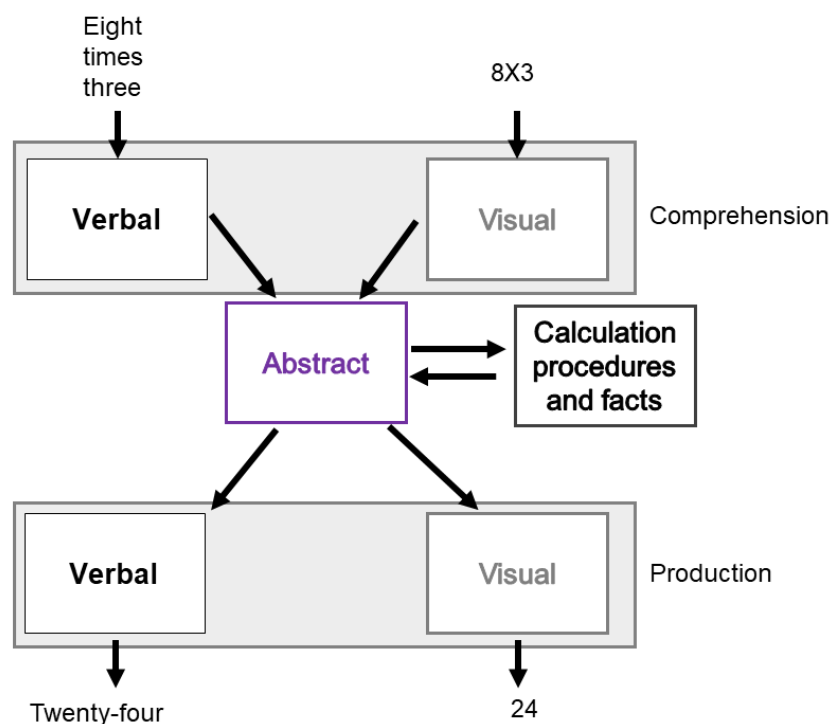 Eight
times
three
8X3
Verbal
Visual
Comprehension
Abstract
Calculation
procedures
and facts
Verbal
Visual
Production
Twenty-four
24